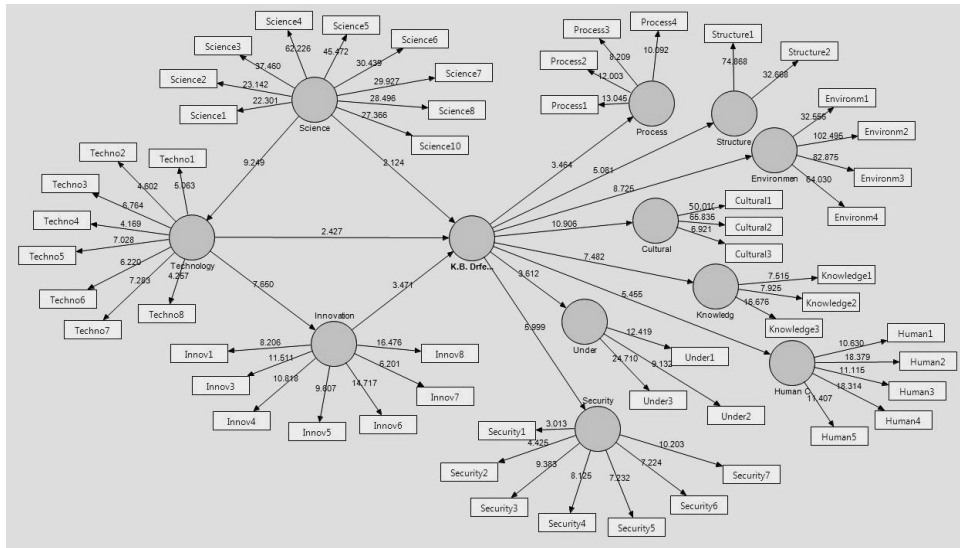 Science4
Science5
Science3
62.226
45.472
Science6
37.460
30.439
Science2
23.142
29.927
Science7
22.301
28.496
Science8
Science1
27.366
Science
Science10
Process3
Process4
8.209
10.092
Process2
12.003
Process1
13.045
Process
Structure1
74.868
Structure2
32.668
Structure
Environm1
32.556
102.495
Environm2
82.875
Environm3
64.030
Environmen
Environm4
9.249
2.124
3.464
5.081
8.725
10.906
7.482
5.455
3.612
5.999
Techno2
Techno1
4.602
5.063
Techno3
6.764
Techno4
4.169
7.028
Techno5
6.220
4.257
Techno6
7.283
Techno7
Techno8
Technology
2.427
K.B. Drfe...
7.650
3.471
Cultural1
65.835
Cultural2
6.921
Cultural3
Cultural
7.515
Knowledge1
7.925
Knowledge2
16.676
Knowledge3
Knowledg
Innovation
8.206
16.476
Innov1
Innov8
11.511
6.201
Innov3
10.818
9.607
14.717
Innov7
Innov4
Innov5
Innov6
Under
12.419
Under1
24.710
9.132
Under3
Under2
10.630
Human1
18.379
Human2
11.115
Human3
18.314
Human C
11.407
Human4
Human5
Security
3.013
Security1
4.425
10.203
Security2
9.383
7.224
Security7
8.125
7.232
Security3
Security6
Security4
Security5